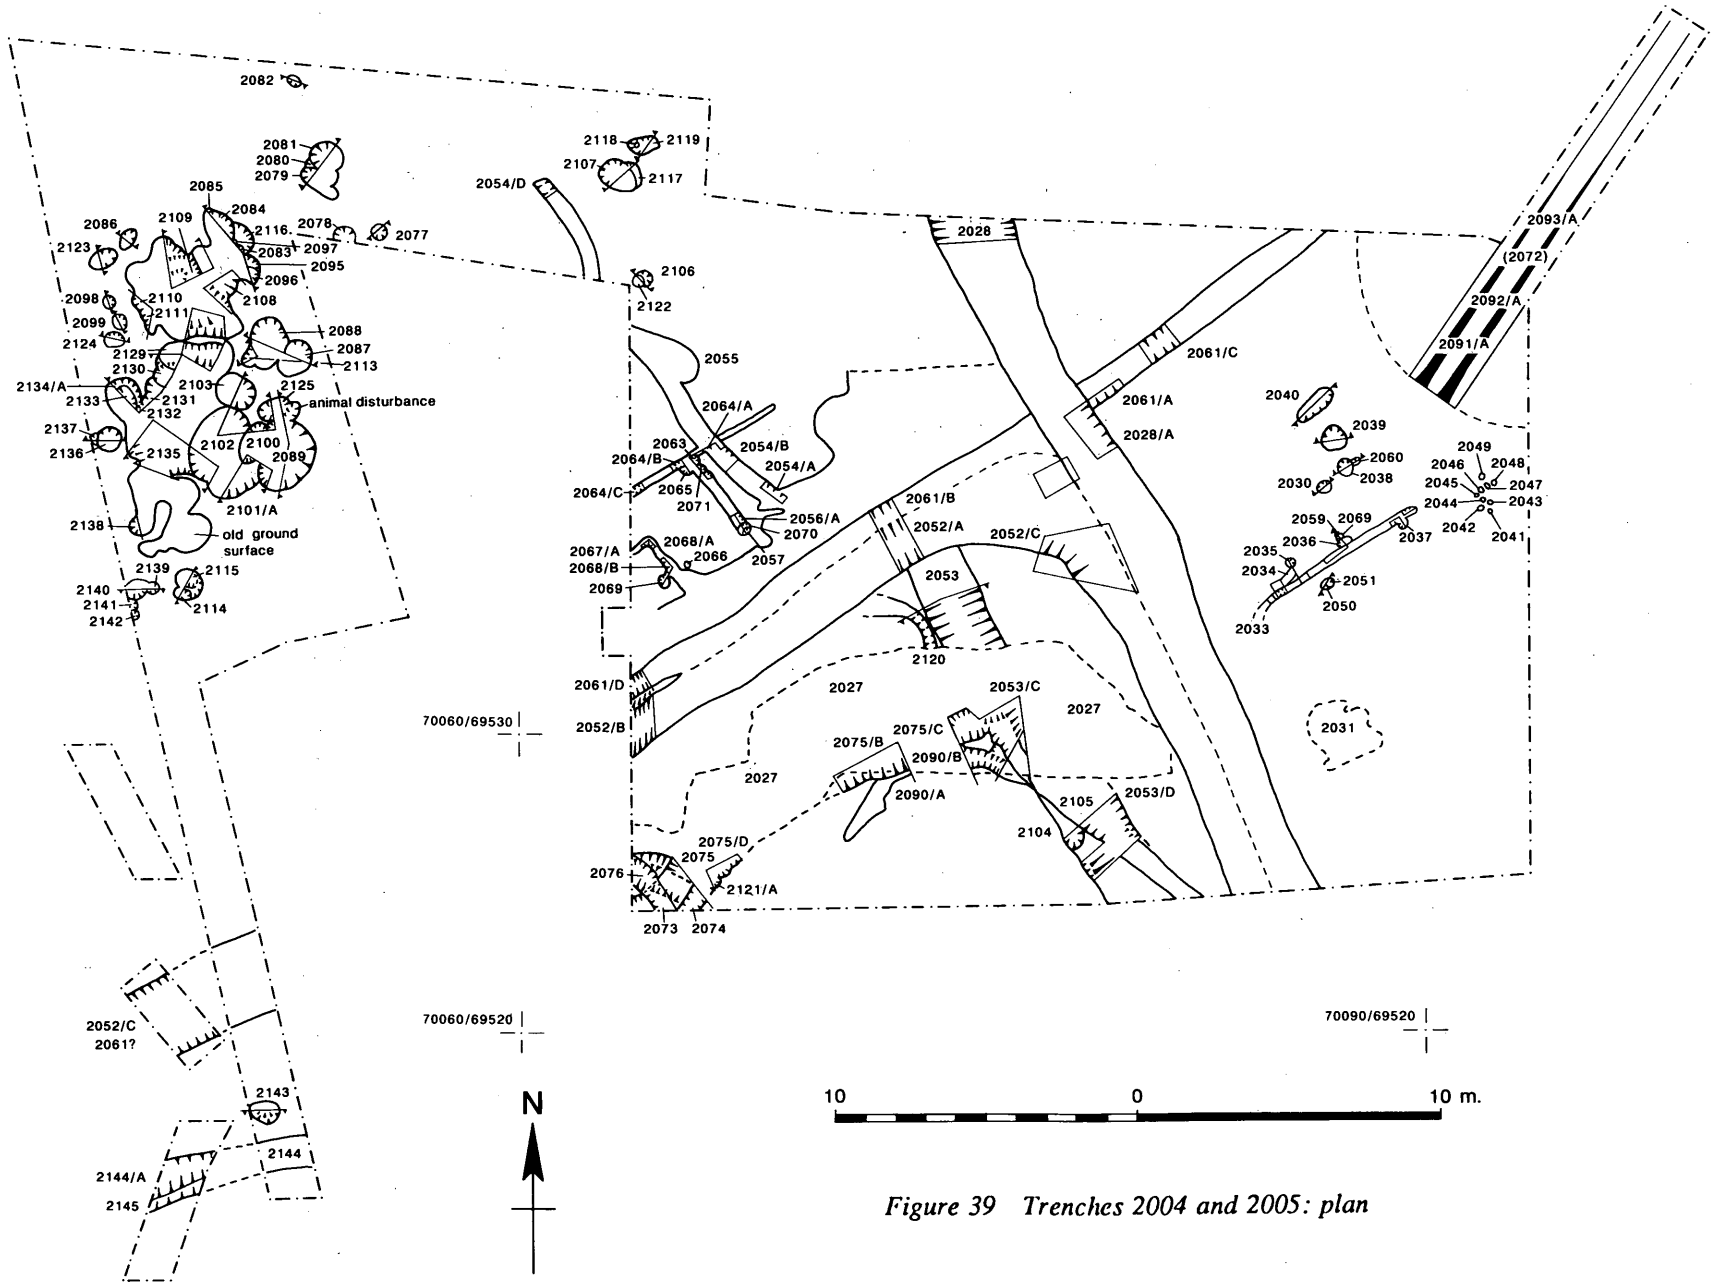 2082
2081
2080
2079
2118
2119
2107
2117
2054/D
2085
2084
2109
2086
2116
2078
2077
2123
2083
2097
2095
2096
2106
2122
2108
2098
2110
2111
2099
2124
2088
2087
2129
2113
2130
2134/A
2103
2125
2133
2131
2132
animal disturbance
2137
2102
2100
2136
2135
2089
2101/A
2138
old ground
surface
2139
2115
2140
2114
2141
2142
2028
2093/A
(2072)
2092/A
2091/A
2055
2061/C
2064/A
2061/A
2040
2063
2054/B
2028/A
2039
2064/B
2054/A
2060
2049
2046
2048
2064/C
2065
2030
2038
2045
2047
2071
2061/B
2044
2043
2056/A
2052/A
2059
2069
2042
2070
2052/C
2036
2037
2041
2067/A
2068/A
2066
2057
2035
2068/B
2053
2034
2051
2069
2050
2033
2120
2061/D
2027
2053/C
2027
70060/69530
2052/B
2075/C
2031
2075/B
2090/B
2027
2090/A
2105
2053/D
2104
2075/D
2075
2076
2121/A
2073
2074
2052/C
2061?
70060/69520
70090/69520
2143
10
0
10 m.
N
2144
2144/A
2145
Figure 39 Trenches 2004 and 2005: plan